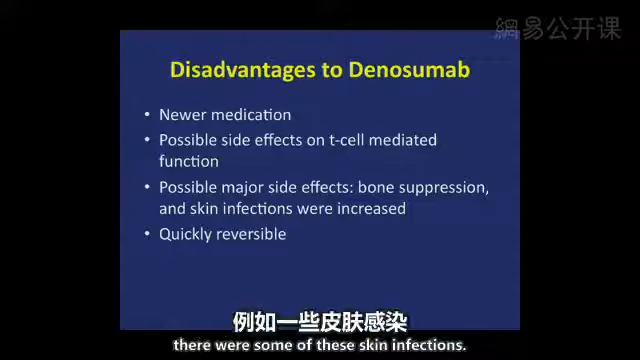 網易公开课
Disadvantages to Denosumab
• Newer medication
• Possible side effects on t-cell mediated
function
• Possible major side effects: bone suppression,
and skin infections were increased
• Quickly reversible
例如一些皮肤感染
there were some of these skin infections.